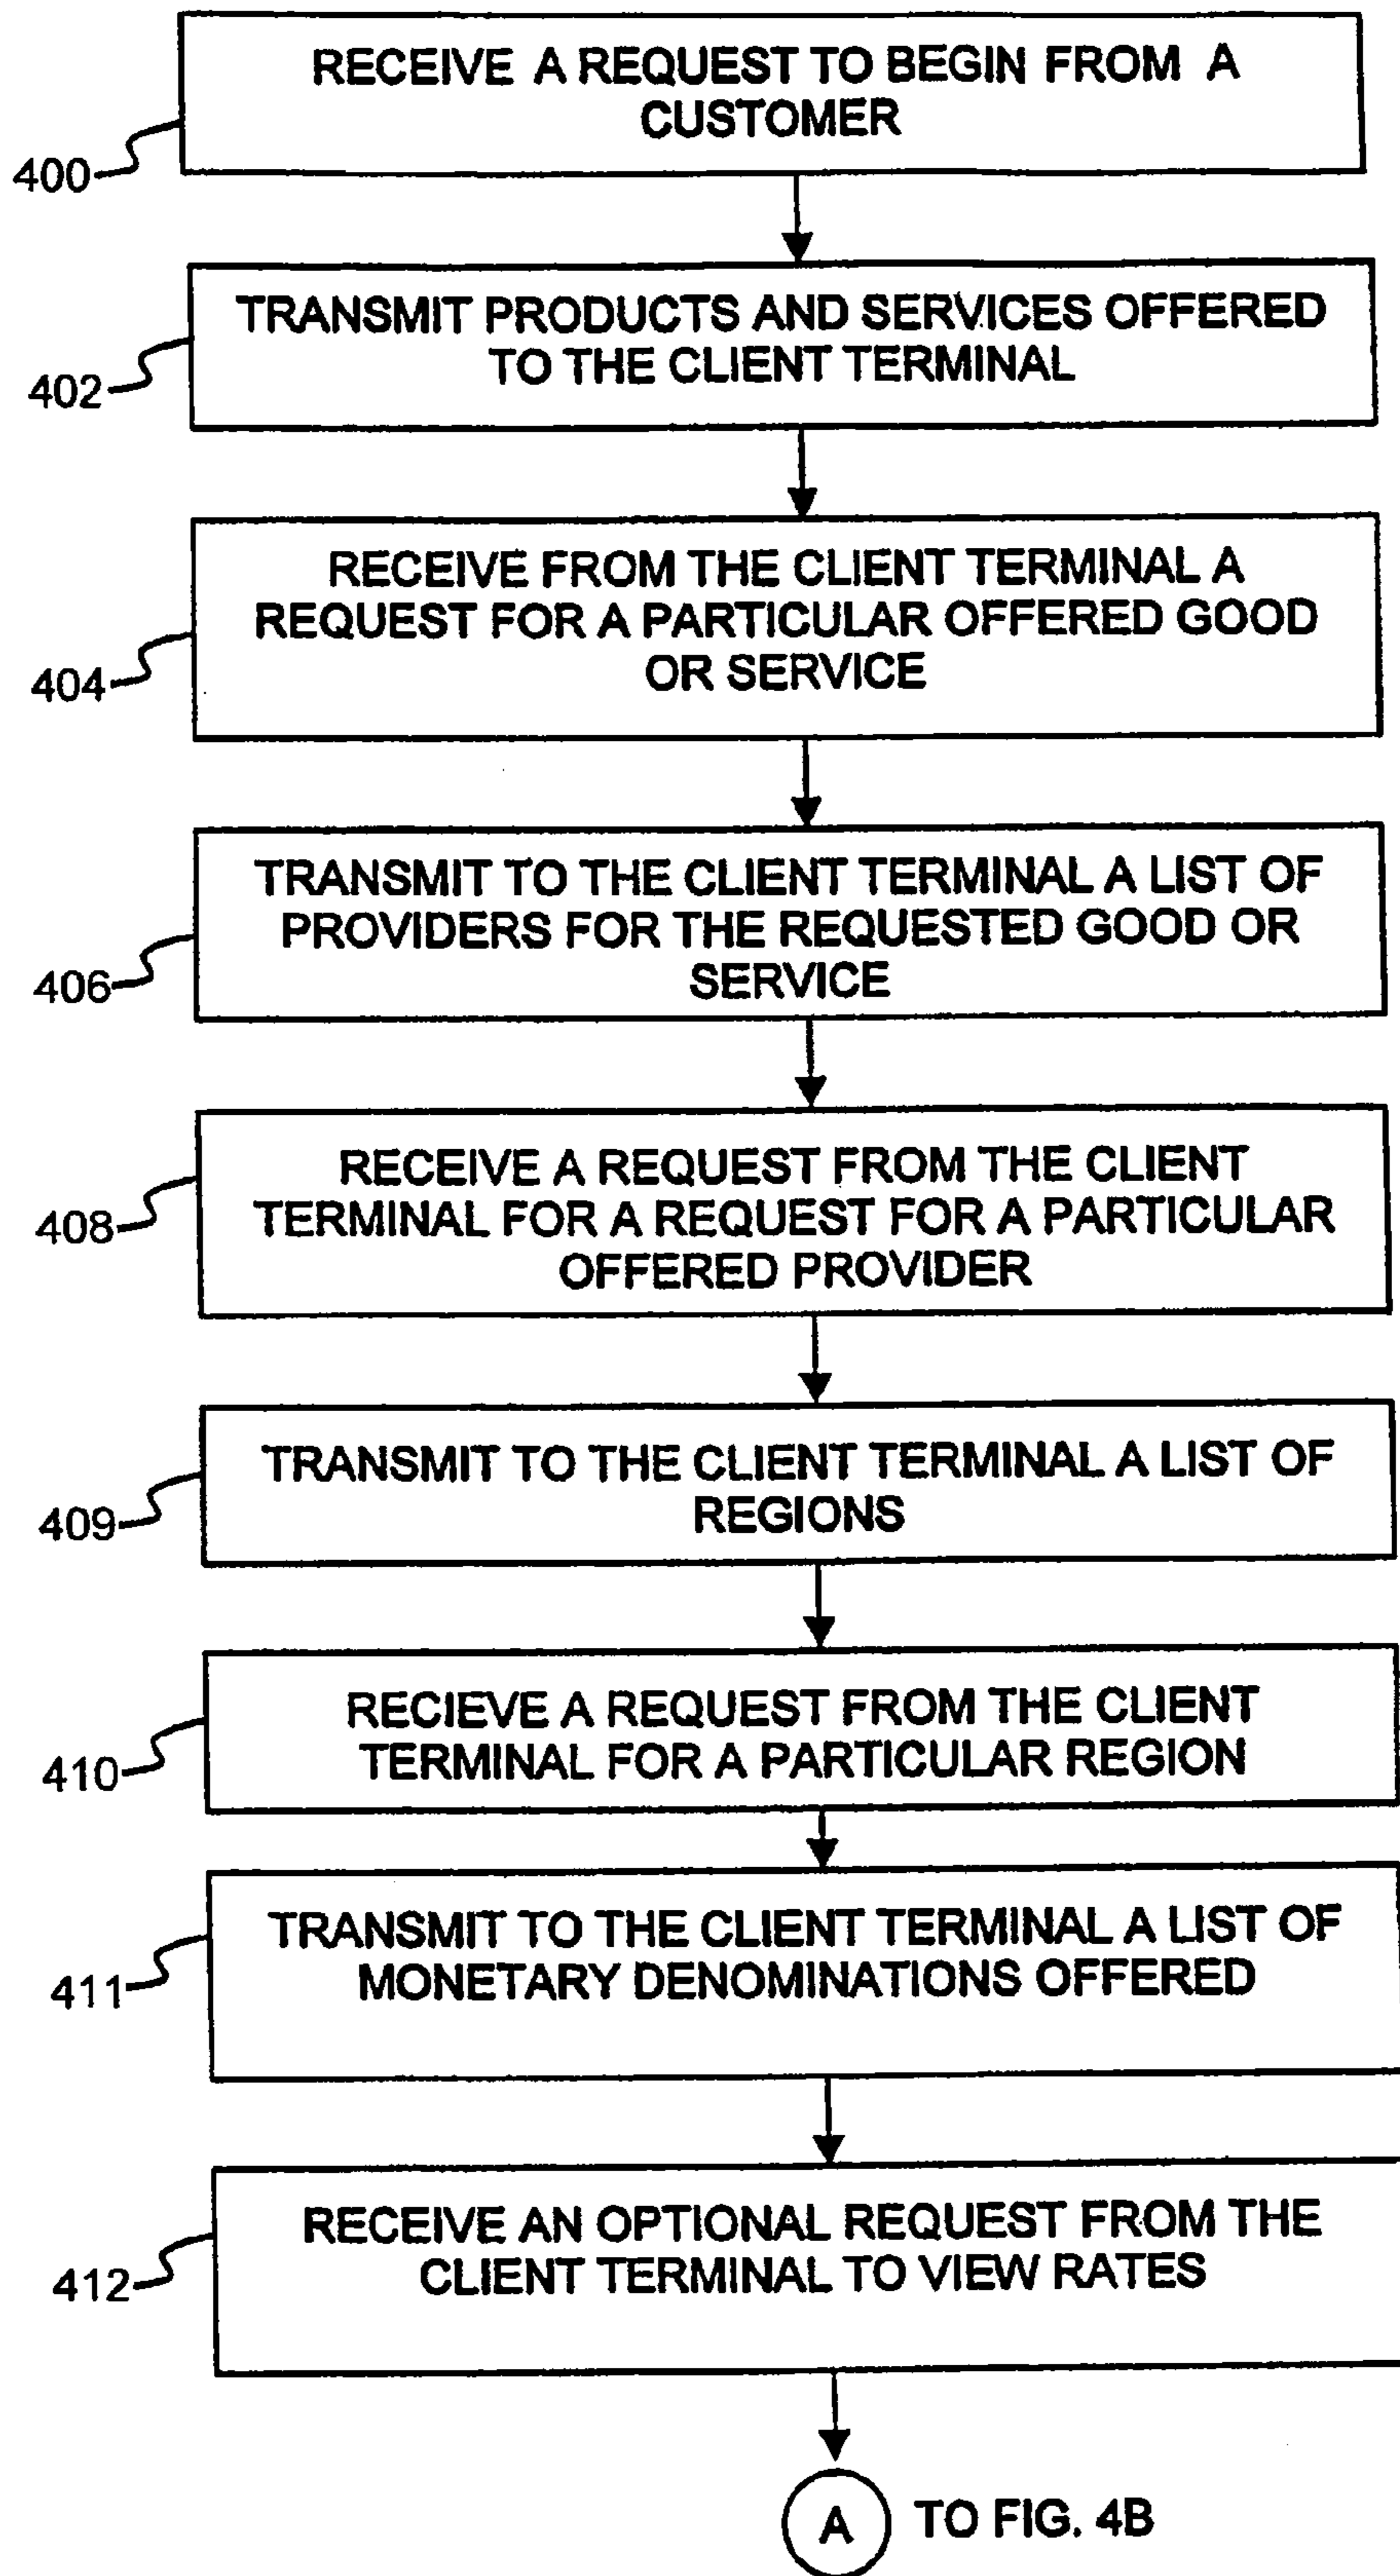 RECEIVE A REQUEST TO BEGIN FROM A
CUSTOMER
400
TRANSMIT PRODUCTS AND SERVICES OFFERED
TO THE CLIENT TERMINAL
402
RECEIVE FROM THE CLIENT TERMINAL A
REQUEST FOR A PARTICULAR OFFERED GOOD
OR SERVICE
404
TRANSMIT TO THE CLIENT TERMINAL A LIST OF
PROVIDERS FOR THE REQUESTED GOOD OR
SERVICE
406
RECEIVE A REQUEST FROM THE CLIENT
TERMINAL FOR A REQUEST FOR A PARTICULAR
OFFERED PROVIDER
408
TRANSMIT TO THE CLIENT TERMINAL A LIST OF
REGIONS
409
RECIEVE A REQUEST FROM THE CLIENT
TERMINAL FOR A PARTICULAR REGION
410
TRANSMIT TO THE CLIENT TERMINAL A LIST OF
MONETARY DENOMINATIONS OFFERED
411
RECEIVE AN OPTIONAL REQUEST FROM THE
CLIENT TERMINAL TO VIEW RATES
412
A TO FIG. 4B